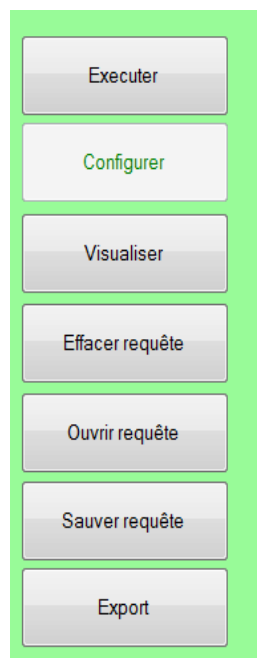 Executer
Configurer
Visualiser
Effacer requête
Ouvrir requête
Sauver requête
Export